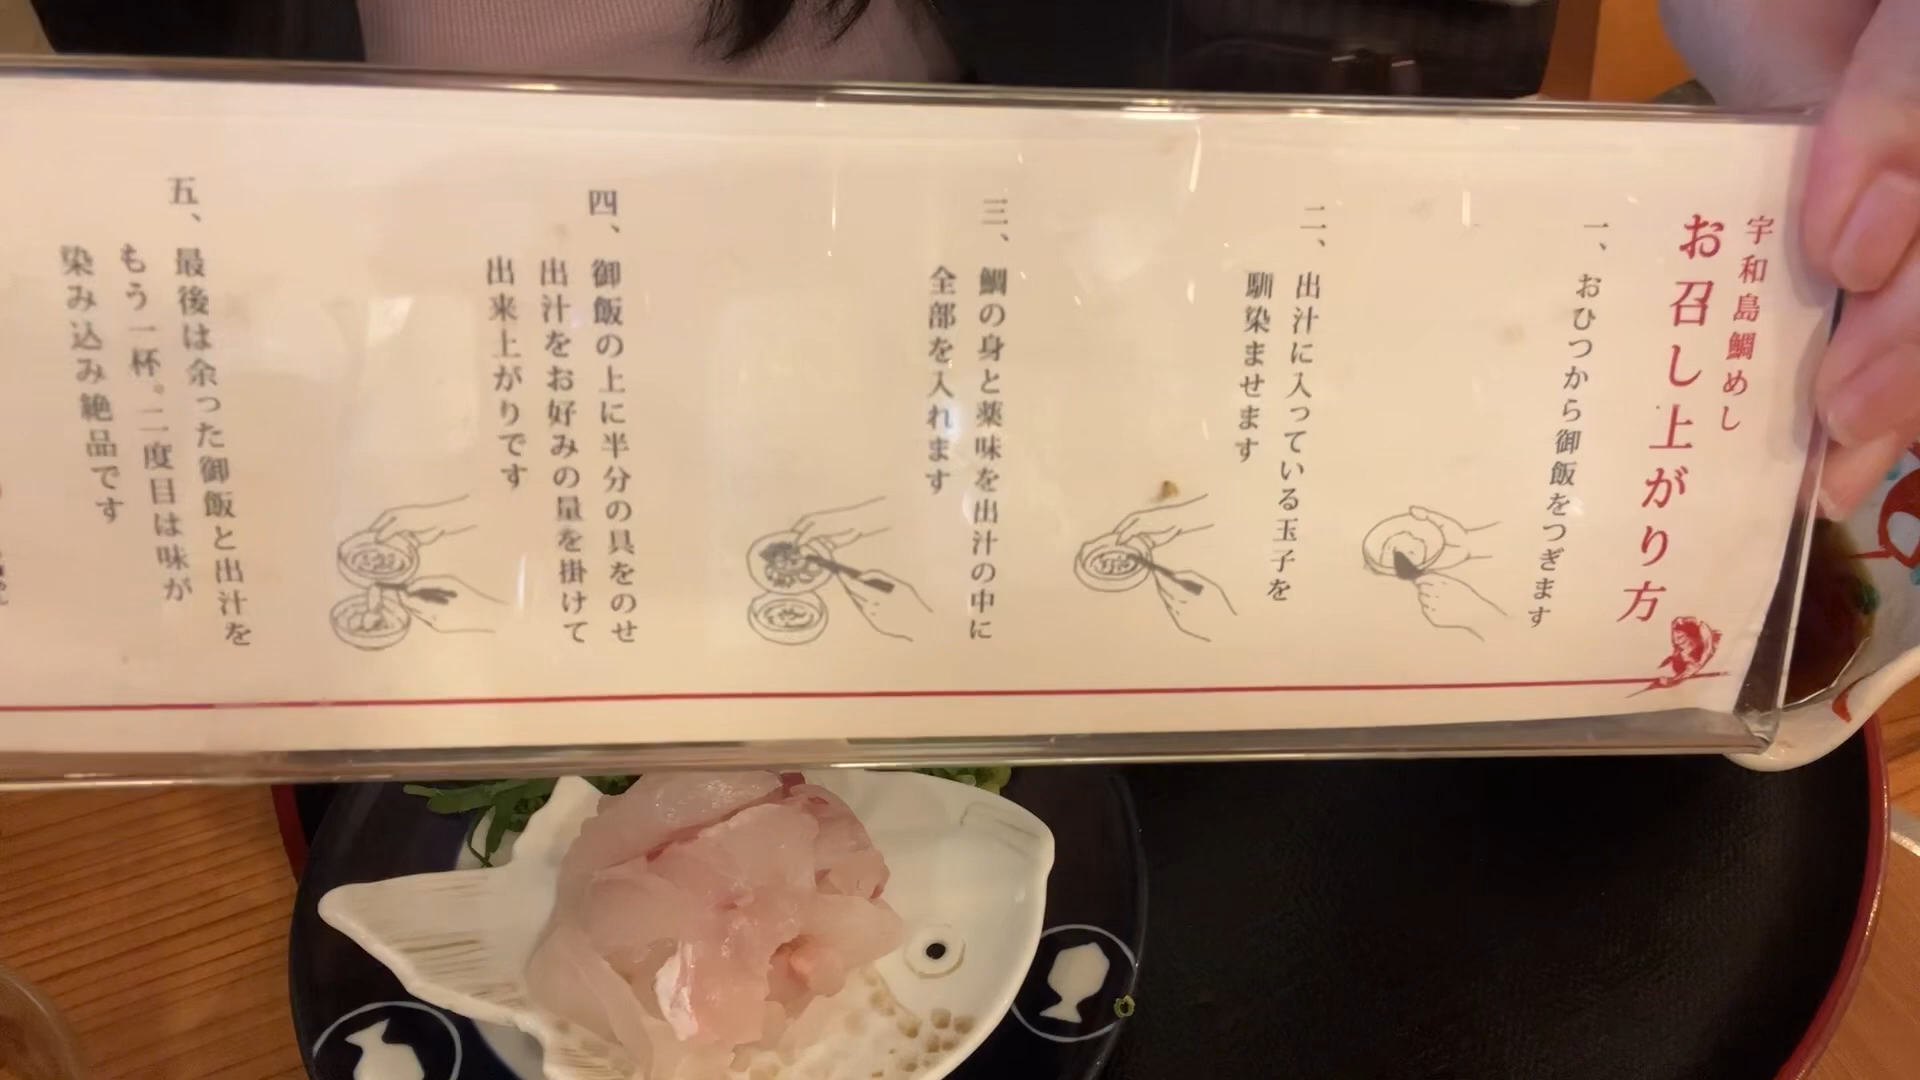 宇和島鯛めし
お召し上がり方
一、おひつから御飯をつぎます
二、出汁に入っている玉子を
馴染ませます
三、鯛の身と薬味を出汁の中に
全部を入れます
四、御飯の上に半分の具をのせ
出汁をお好みの量を掛けて
出来上がりです
五、最後は余った御飯と出汁を
もう一杯。二度目は味が
染み込み絶品です